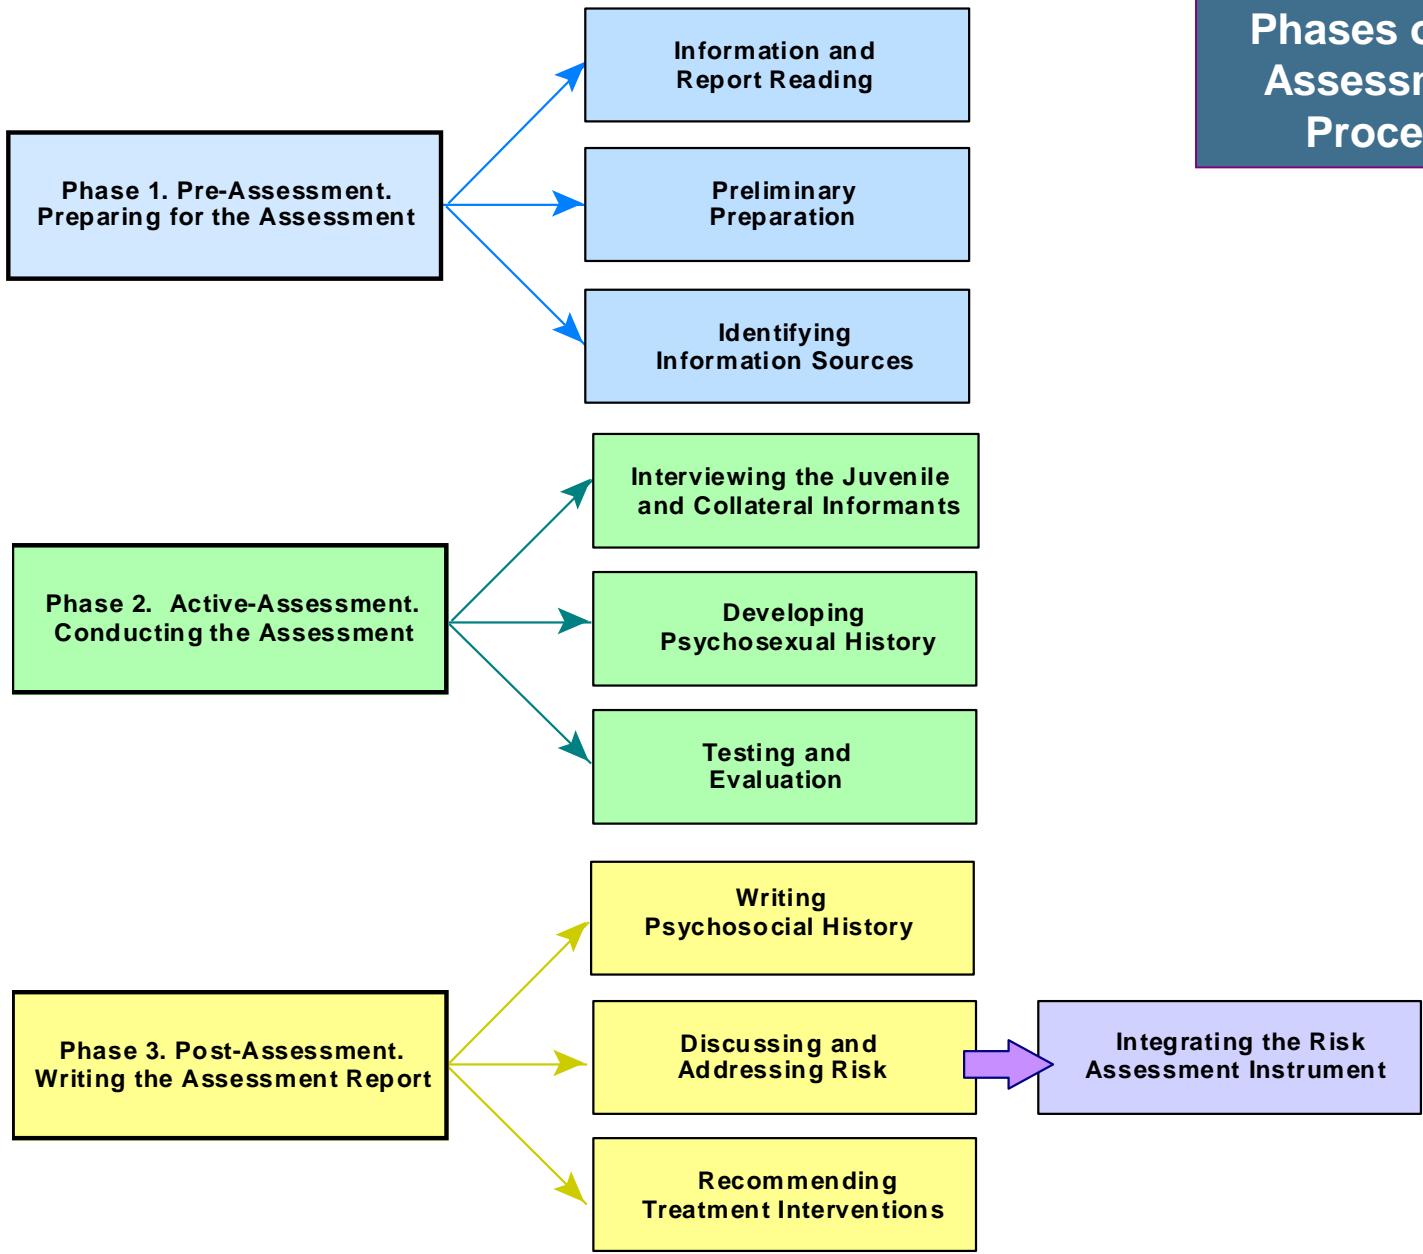 Phases
Assessm
Proce
Information and
Report Reading
Phase 1. Pre-Assessment.
Preparing for the Assessment
Preliminary
Preparation
Identifying
Information Sources
Interviewing the Juvenile
and Collateral Informants
Phase 2. Active-Assessment.
Conducting the Assessment
Developing
Psychosexual History
Testing and
Evaluation
Writing
Psychosocial History
Phase 3. Post-Assessment.
Writing the Assessment Report
Discussing and
Addressing Risk
Integrating the Risk
Assessment Instrument
Recommending
Treatment Interventions